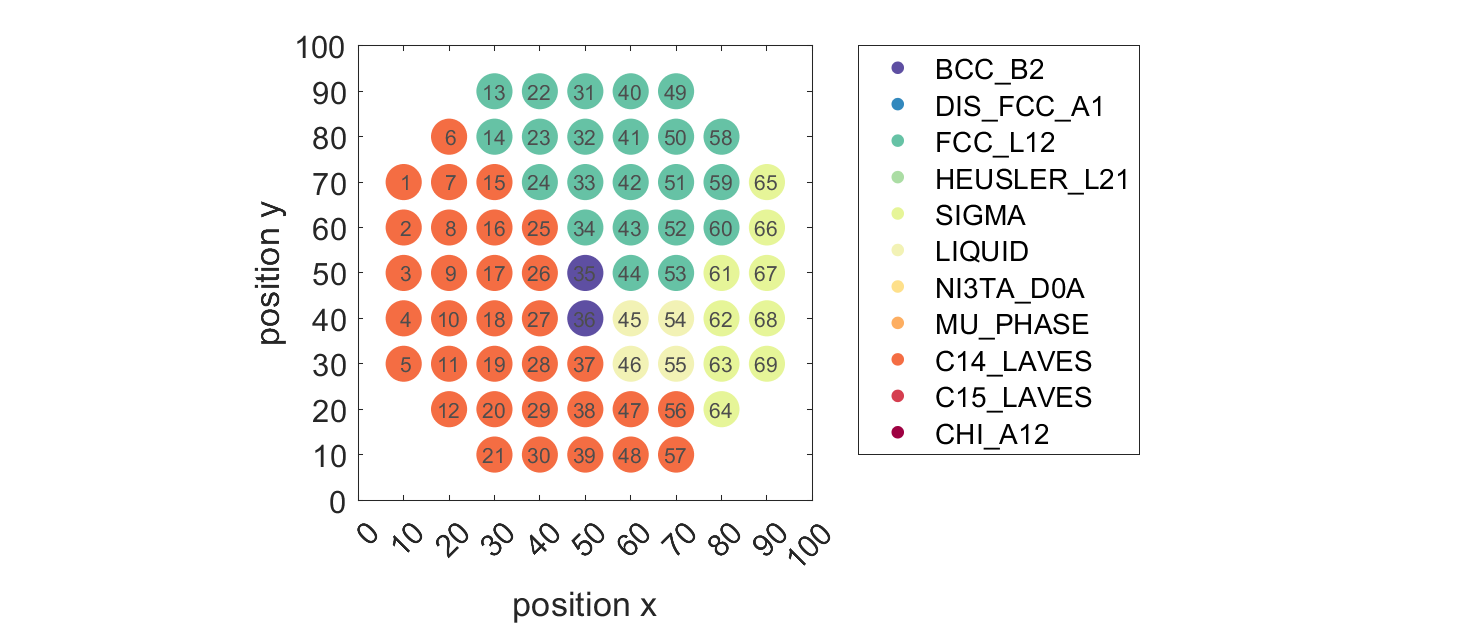 100
90 13 22 31 40 49
80 6 14 23 32 41 50 58
70 1 7 15 24 33 42 51 59 65
60 2 8 16 25 34 43 52 60 66
50 3 9 17 26 35 44 53 61 67
40 4 10 18 27 36 45 54 62 68
30 5 11 19 28 37 46 55 63 69
20 12 20 29 38 47 56 64
10 21 30 39 48 57
0
0 10 20 30 40 50 60 70 80 90 100
position x
position y
BCC_B2
DIS_FCC_A1
FCC_L12
HEUSLER_L21
SIGMA
LIQUID
NI3TA_D0A
MU_PHASE
C14_LAVES
C15_LAVES
CHI_A12